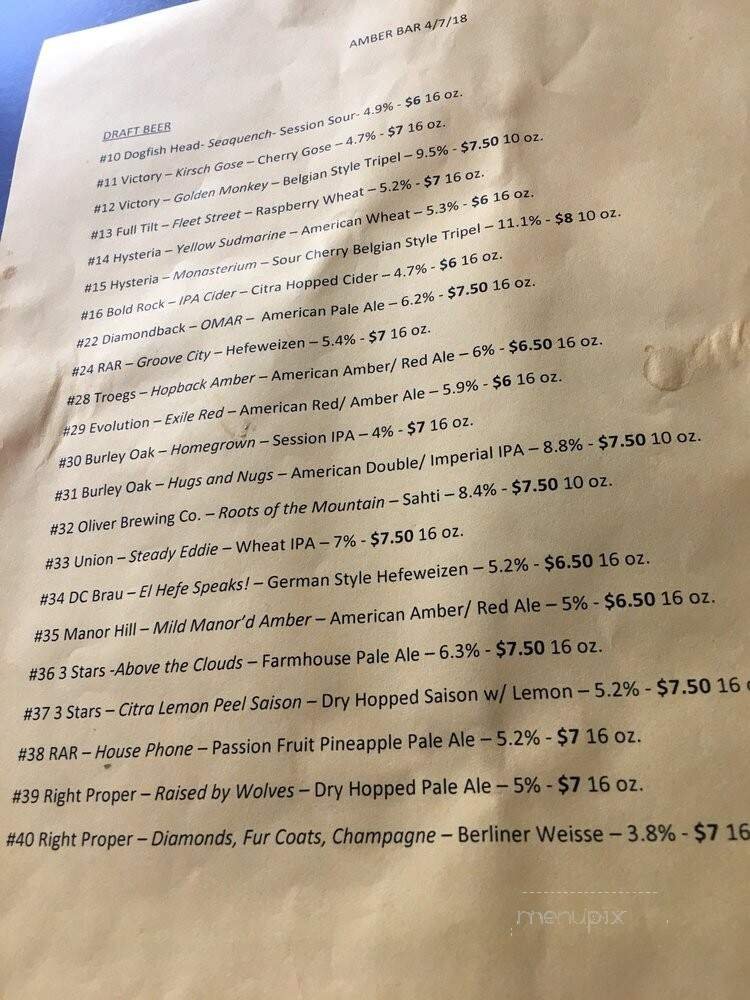 AMBER BAR 4/7/18
DRAFT BEER
#10 Dogfish Head- Seaquench- Session Sour- 4.9% - $6 16 oz.
#11 Victory – Kirsch Gose – Cherry Gose – 4.7% - $7 16 oz.
#12 Victory – Golden Monkey – Belgian Style Tripel – 9.5% - $7.50 10 oz.
#13 Full Tilt – Fleet Street – Raspberry Wheat – 5.2% - $7 16 oz.
#14 Hysteria – Yellow Sudmarine – American Wheat – 5.3% - $6 16 oz.
#15 Hysteria – Monasterium – Sour Cherry Belgian Style Tripel – 11.1% - $8 10 oz.
#16 Bold Rock – IPA Cider – Citra Hopped Cider – 4.7% - $6 16 oz.
#22 Diamondback – OMAR – American Pale Ale – 6.2% - $7.50 16 oz.
#24 RAR – Groove City – Hefeweizen – 5.4% - $7 16 oz.
#28 Troegs – Hopback Amber – American Amber/ Red Ale – 6% - $6.50 16 oz.
#29 Evolution – Exile Red – American Red/ Amber Ale – 5.9% - $6 16 oz.
#30 Burley Oak – Homegrown – Session IPA – 4% - $7 16 oz.
#31 Burley Oak – Hugs and Nugs – American Double/ Imperial IPA – 8.8% - $7.50 10 oz.
#32 Oliver Brewing Co. – Roots of the Mountain – Sahti – 8.4% - $7.50 10 oz.
#33 Union – Steady Eddie – Wheat IPA – 7% - $7.50 16 oz.
#34 DC Brau – El Hefe Speaks! – German Style Hefeweizen – 5.2% - $6.50 16 oz.
#35 Manor Hill – Mild Manor’d Amber – American Amber/ Red Ale – 5% - $6.50 16 oz.
#36 3 Stars -Above the Clouds – Farmhouse Pale Ale – 6.3% - $7.50 16 oz.
#37 3 Stars – Citra Lemon Peel Saison – Dry Hopped Saison w/ Lemon – 5.2% - $7.50 16
#38 RAR – House Phone – Passion Fruit Pineapple Pale Ale – 5.2% - $7 16 oz.
#39 Right Proper – Raised by Wolves – Dry Hopped Pale Ale – 5% - $7 16 oz.
#40 Right Proper – Diamonds, Fur Coats, Champagne – Berliner Weisse – 3.8% - $7 16
menupix